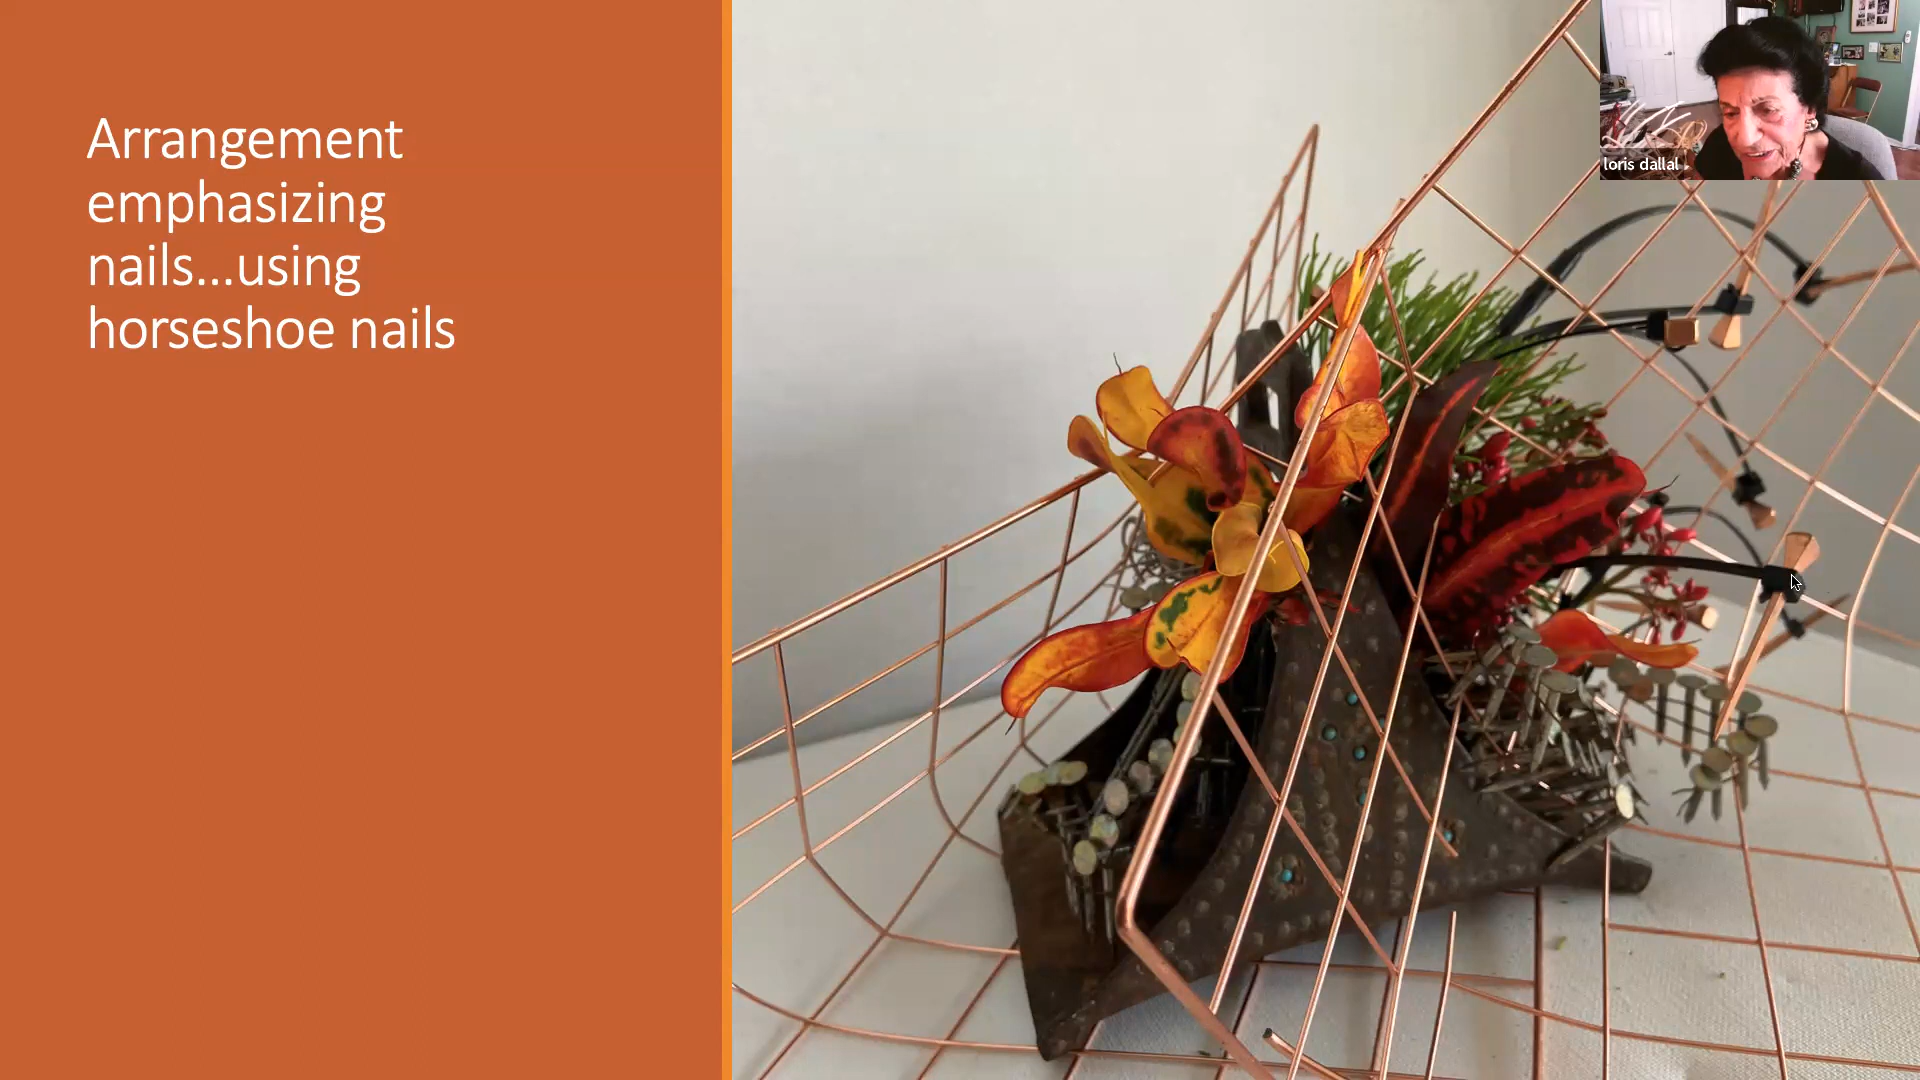 Arrangement
emphasizing
nails...using
horseshoe nails
loris dallal